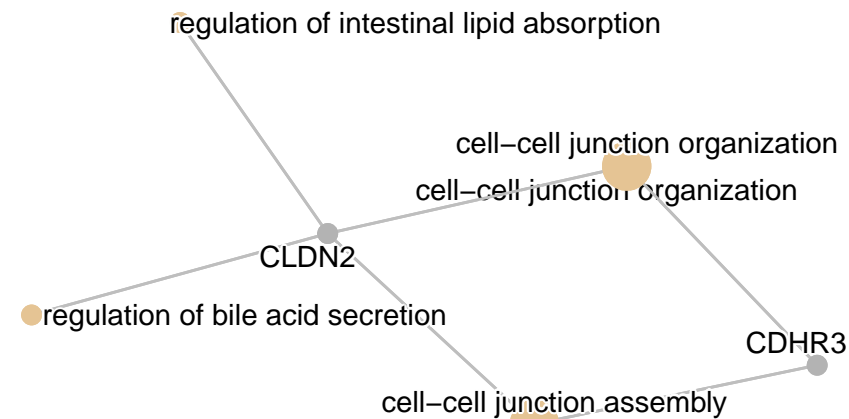 regulation of intestinal lipid absorption
cell−cell junction organization
cell−cell junction organization
CLDN2
regulation of bile acid secretion
CDHR3
cell−cell junction assembly